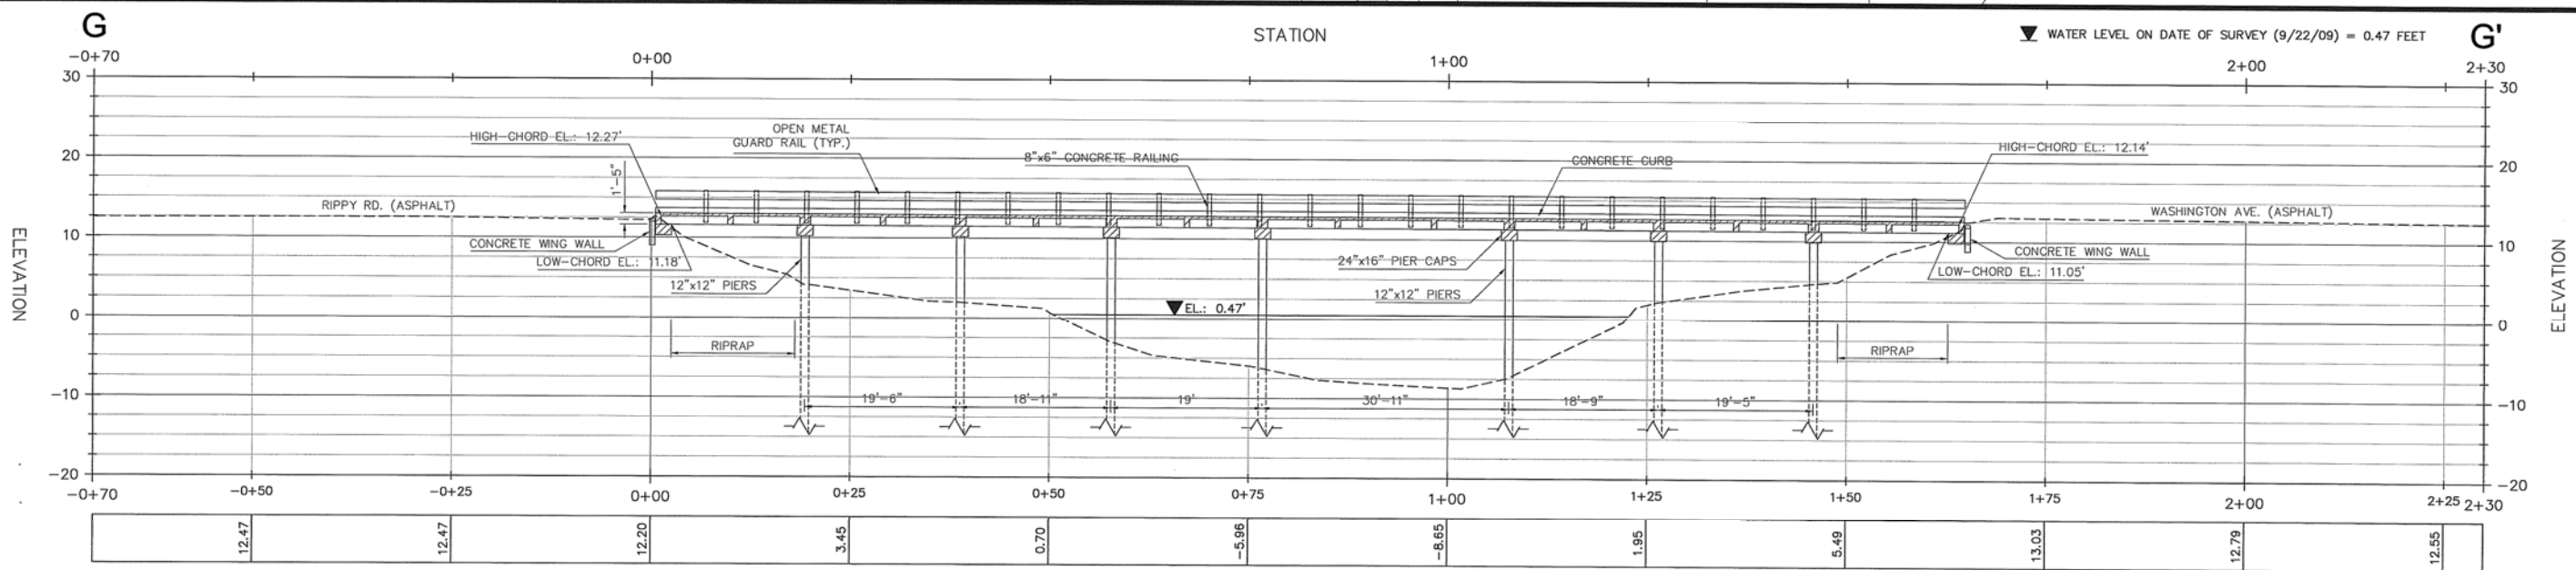 G
STATION
WATER LEVEL ON DATE OF SURVEY (9/22/09) = 0.47 FEET
G'
-0+70
0+00
1+00
2+00
2+30
30
30
HIGH-CHORD EL.: 12.27'
OPEN METAL
GUARD RAIL (TYP.)
8"x6" CONCRETE RAILING
CONCRETE CURB
HIGH-CHORD EL.: 12.14'
20
20
1'-5"
RIPPY RD. (ASPHALT)
WASHINGTON AVE. (ASPHALT)
ELEVATION
10
10
ELEVATION
CONCRETE WING WALL
LOW-CHORD EL.: 11.18'
24"x16" PIER CAPS
CONCRETE WING WALL
LOW-CHORD EL.: 11.05'
12"x12" PIERS
12"x12" PIERS
EL.: 0.47'
0
0
RIPRAP
RIPRAP
-10
19'-6"
18'-11"
19'
30'-11"
18'-9"
19'-5"
-10
-20
-20
-0+70
-0+50
-0+25
0+00
0+25
0+50
0+75
1+00
1+25
1+50
1+75
2+00
2+25
2+30
12.47
12.47
12.20
3.45
0.70
-5.96
-8.65
1.95
5.49
13.03
12.79
12.55